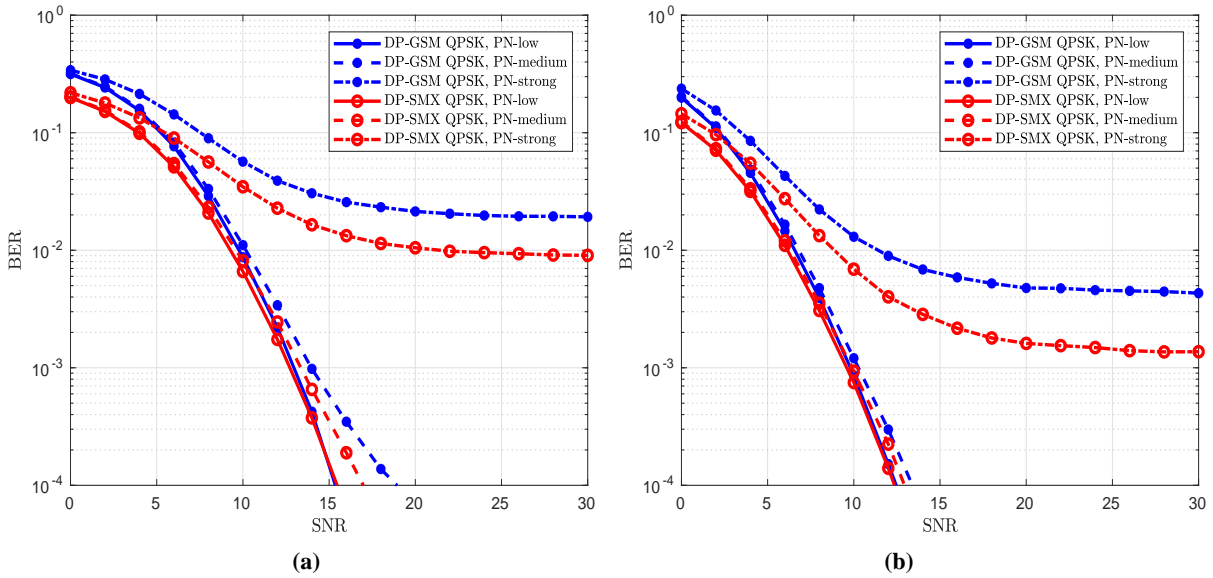 10^0
10^-1
10^-2
10^-3
10^-4
BER
0 5 10 15 20 25 30
SNR
DP-GSM QPSK, PN-low
DP-GSM QPSK, PN-medium
DP-GSM QPSK, PN-strong
DP-SMX QPSK, PN-low
DP-SMX QPSK, PN-medium
DP-SMX QPSK, PN-strong
(a)
10^0
10^-1
10^-2
10^-3
10^-4
BER
0 5 10 15 20 25 30
SNR
DP-GSM QPSK, PN-low
DP-GSM QPSK, PN-medium
DP-GSM QPSK, PN-strong
DP-SMX QPSK, PN-low
DP-SMX QPSK, PN-medium
DP-SMX QPSK, PN-strong
(b)